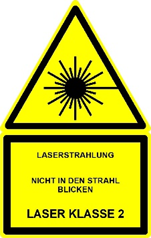 LASERSTRAHLUNG
NICHT IN DEN STRAHL
BLICKEN
LASER KLASSE 2